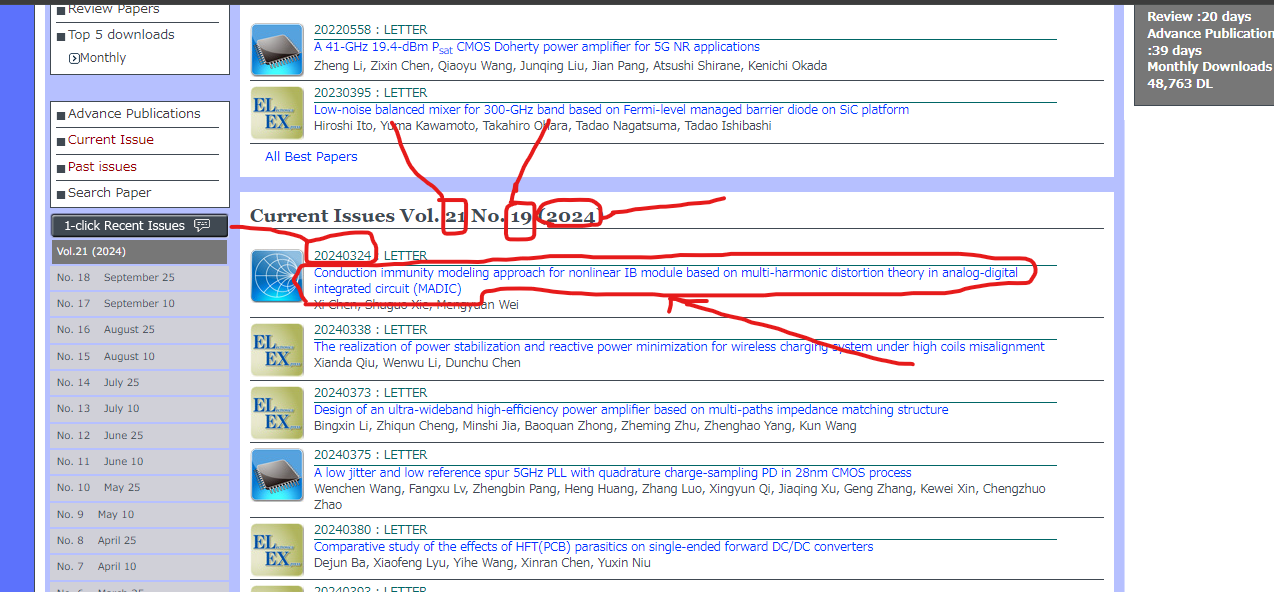 Review Papers
Top 5 downloads
Monthly
Advance Publications
Current Issue
Past issues
Search Paper
1-click Recent Issues
Vol.21 (2024)
No. 18 September 25
No. 17 September 10
No. 16 August 25
No. 15 August 10
No. 14 July 25
No. 13 July 10
No. 12 June 25
No. 11 June 10
No. 10 May 25
No. 9 May 10
No. 8 April 25
No. 7 April 10
20220558 : LETTER
A 41-GHz 19.4-dBm Psat CMOS Doherty power amplifier for 5G NR applications
Zheng Li, Zixin Chen, Qiaoyu Wang, Junqing Liu, Jian Pang, Atsushi Shirane, Kenichi Okada
EL
EX
20230395 : LETTER
Low-noise balanced mixer for 300-GHz band based on Fermi-level managed barrier diode on SiC platform
Hiroshi Ito, Yuma Kawamoto, Takahiro Ohara, Tadao Nagatsuma, Tadao Ishibashi
All Best Papers
Current Issues Vol. 21 No. 19 (2024)
20240324 : LETTER
Conduction immunity modeling approach for nonlinear IB module based on multi-harmonic distortion theory in analog-digital
integrated circuit (MADIC)
Xi Chen, Shuguo Xie, Mengyuan Wei
EL
EX
20240338 : LETTER
The realization of power stabilization and reactive power minimization for wireless charging system under high coils misalignment
Xianda Qiu, Wenwu Li, Dunchu Chen
EL
EX
20240373 : LETTER
Design of an ultra-wideband high-efficiency power amplifier based on multi-paths impedance matching structure
Bingxin Li, Zhiqun Cheng, Minshi Jia, Baoquan Zhong, Zheming Zhu, Zhenghao Yang, Kun Wang
20240375 : LETTER
A low jitter and low reference spur 5GHz PLL with quadrature charge-sampling PD in 28nm CMOS process
Wenchen Wang, Fangxu Lv, Zhengbin Pang, Heng Huang, Zhang Luo, Xingyun Qi, Jiaqing Xu, Geng Zhang, Kewei Xin, Chengzhuo
Zhao
EL
EX
20240380 : LETTER
Comparative study of the effects of HFT(PCB) parasitics on single-ended forward DC/DC converters
Dejun Ba, Xiaofeng Lyu, Yihe Wang, Xinran Chen, Yuxin Niu
Review :20 days
Advance Publication
:39 days
Monthly Downloads
48,763 DL